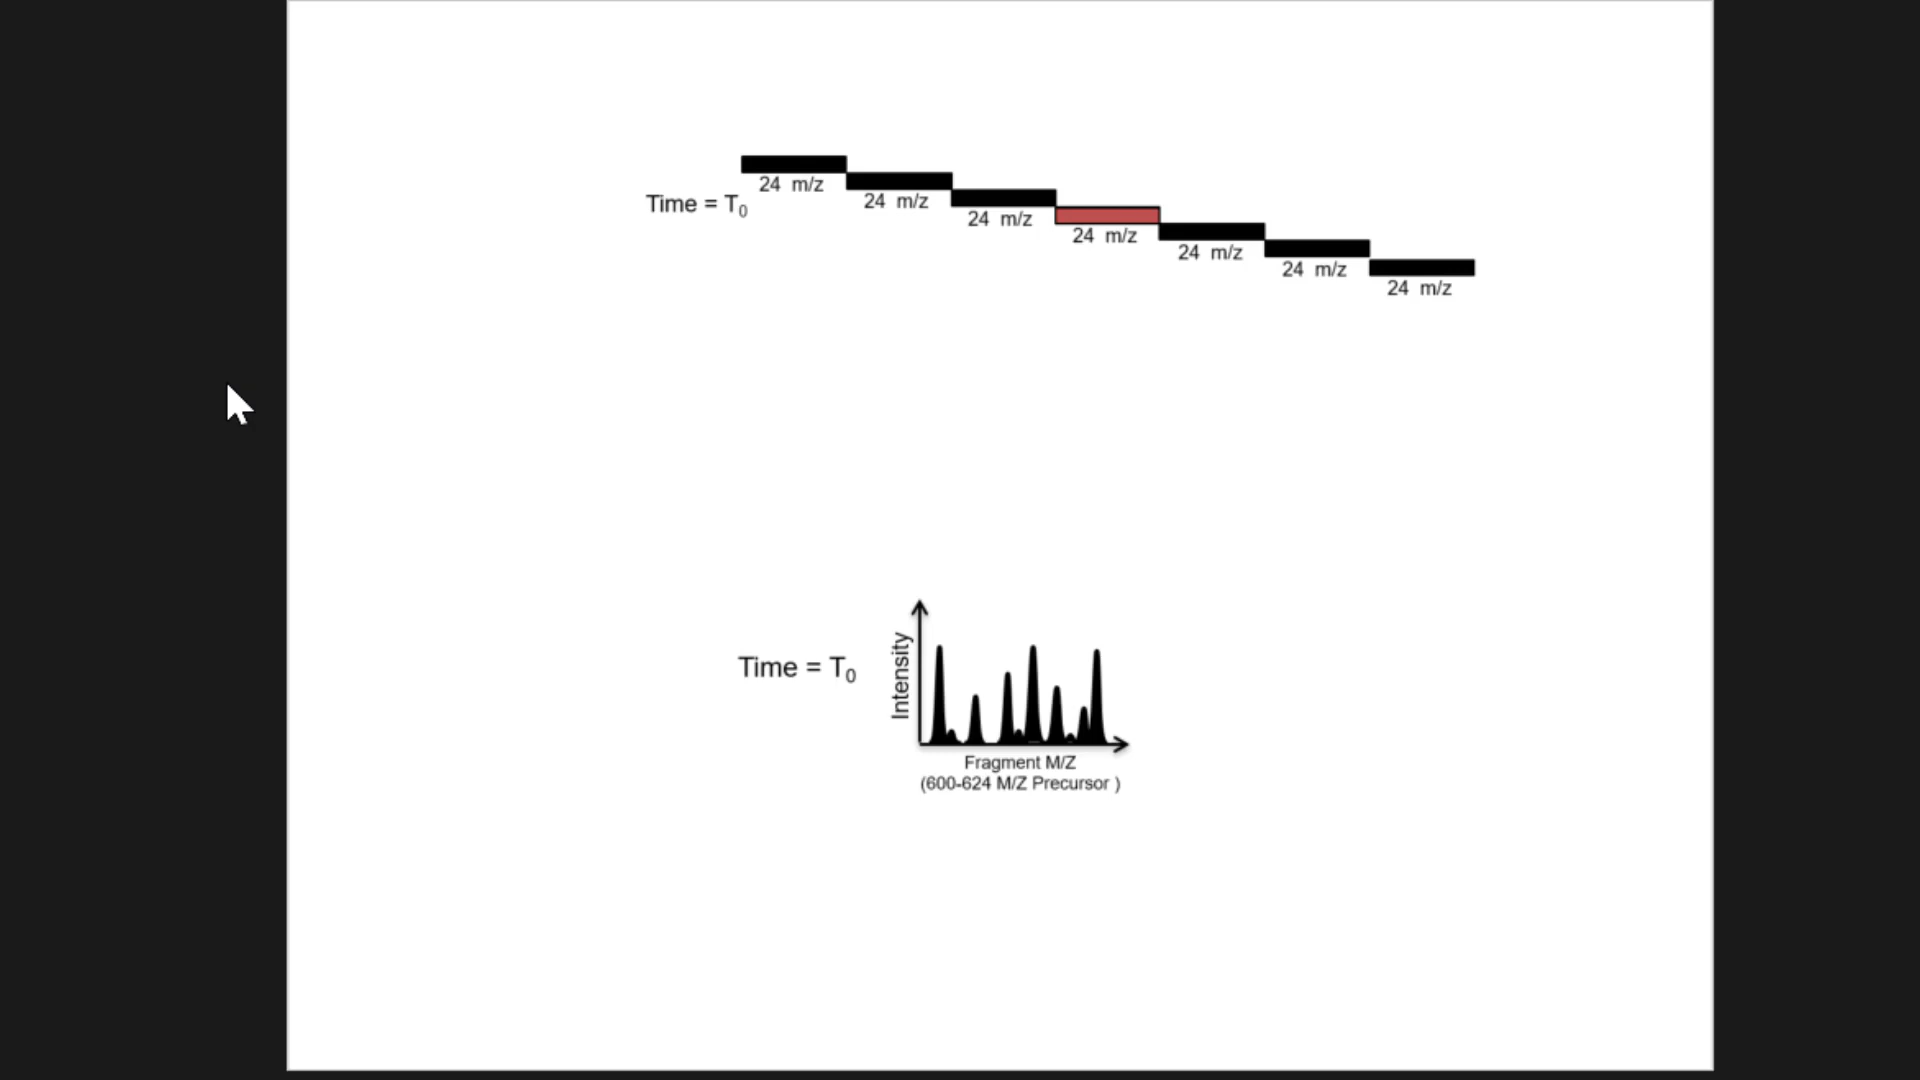 24 m/z
Time = T0
24 m/z
24 m/z
24 m/z
24 m/z
24 m/z
24 m/z
Time = T0
Intensity
Fragment M/Z
(600-624 M/Z Precursor )